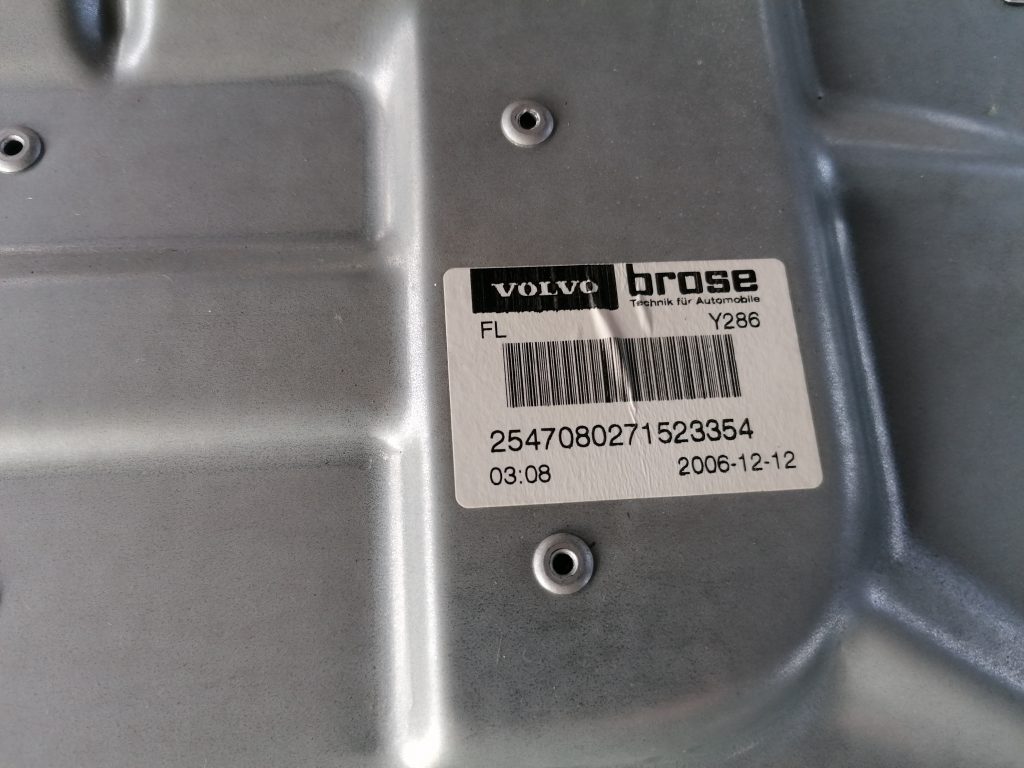 VOLVO brose
Technik für Automobile
FL Y286
2547080271523354
03:08 2006-12-12